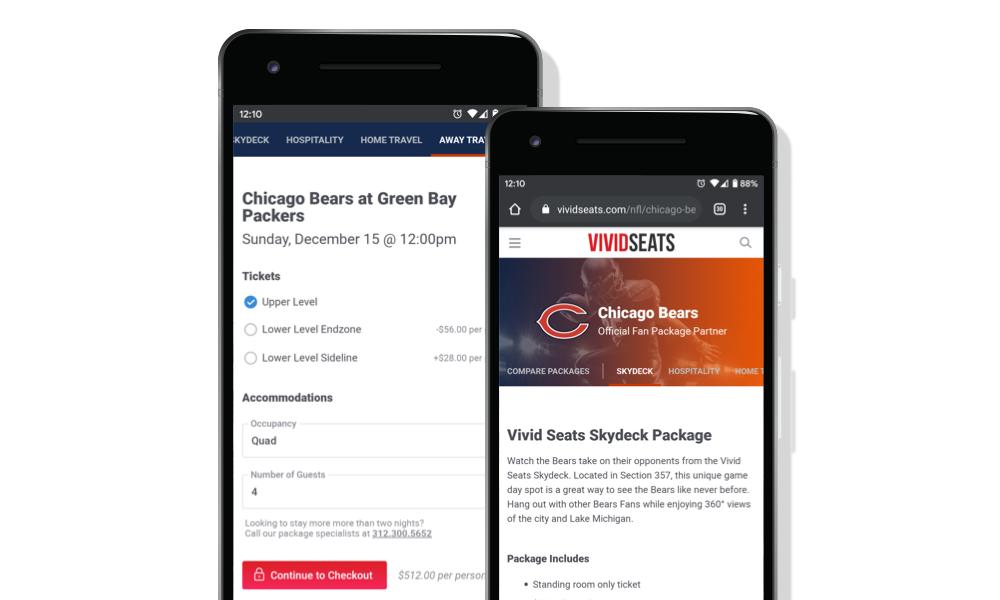 12:10
KYDECK HOSPITALITY HOME TRAVEL AWAY TRA
Chicago Bears at Green Bay
Packers
Sunday, December 15 @ 12:00pm
Tickets
Upper Level
Lower Level Endzone -$56.00 per
Lower Level Sideline +$28.00 per
Accommodations
Occupancy
Quad
Number of Guests
4
Looking to stay more more than two nights?
Call our package specialists at 312.300.5652
Continue to Checkout $512.00 per person
12:10 88%
vividseats.com/nfl/chicago-be 30
VIVIDSEATS
Chicago Bears
Official Fan Package Partner
COMPARE PACKAGES | SKYDECK HOSPITALITY HOME T
Vivid Seats Skydeck Package
Watch the Bears take on their opponents from the Vivid
Seats Skydeck. Located in Section 357, this unique game
day spot is a great way to see the Bears like never before.
Hang out with other Bears Fans while enjoying 360° views
of the city and Lake Michigan.
Package Includes
• Standing room only ticket